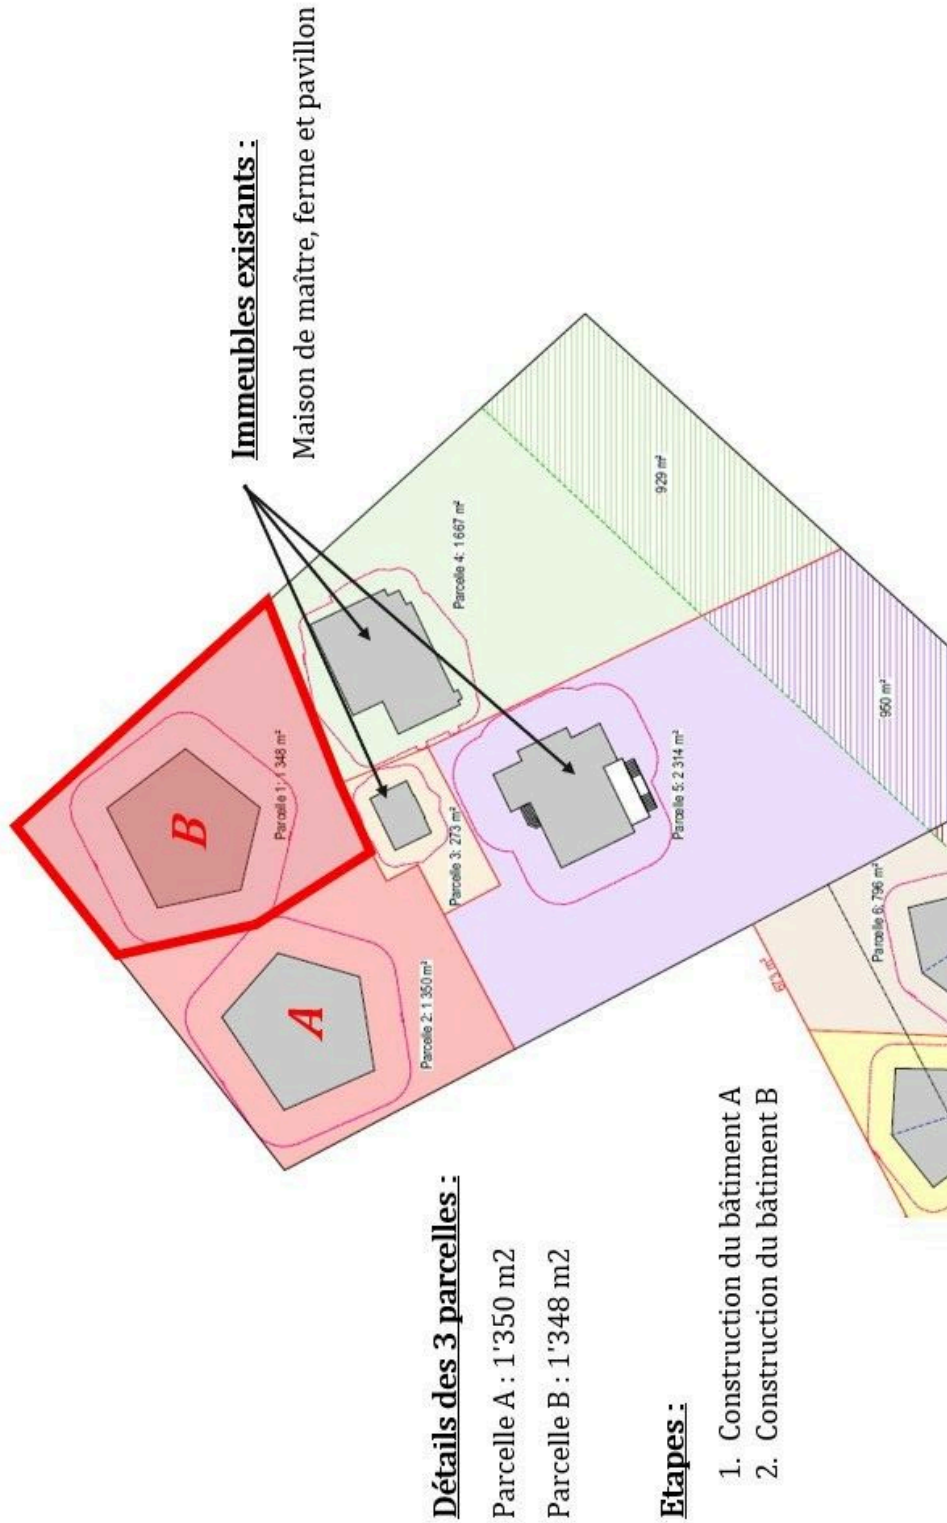 Immeubles existants :
Maison de maître, ferme et pavillon
Détails des 3 parcelles :
Parcelle A : 1'350 m2
Parcelle B : 1'348 m2
Etapes :
1. Construction du bâtiment A
2. Construction du bâtiment B
A
B
Parcelle 2: 1 350 m²
Parcelle 1: 1 348 m²
Parcelle 3: 273 m²
Parcelle 4: 1 667 m²
Parcelle 5: 2 314 m²
929 m²
950 m²
Parcelle 6: 796 m²